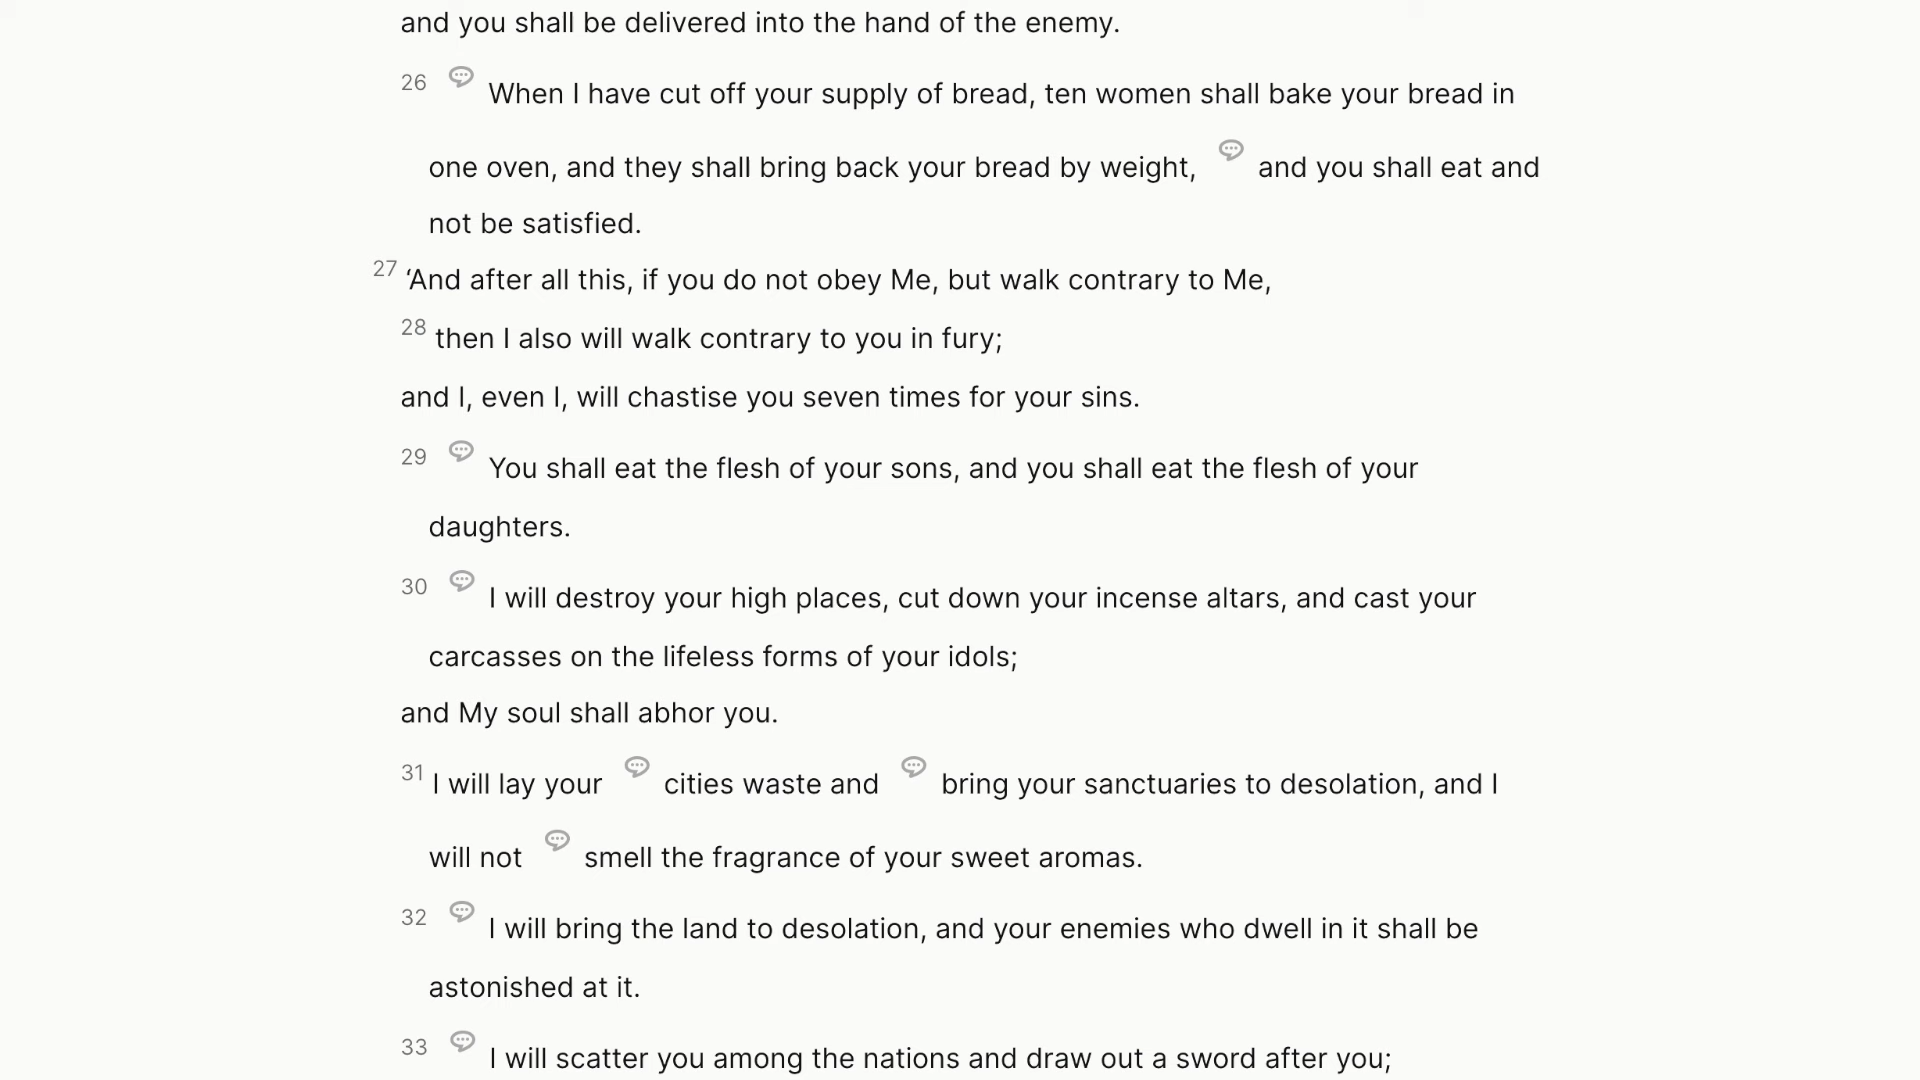 and you shall be delivered into the hand of the enemy.
26 When I have cut off your supply of bread, ten women shall bake your bread in
one oven, and they shall bring back your bread by weight, and you shall eat and
not be satisfied.
27 ‘And after all this, if you do not obey Me, but walk contrary to Me,
28 then I also will walk contrary to you in fury;
and I, even I, will chastise you seven times for your sins.
29 You shall eat the flesh of your sons, and you shall eat the flesh of your
daughters.
30 I will destroy your high places, cut down your incense altars, and cast your
carcasses on the lifeless forms of your idols;
and My soul shall abhor you.
31 I will lay your cities waste and bring your sanctuaries to desolation, and I
will not smell the fragrance of your sweet aromas.
32 I will bring the land to desolation, and your enemies who dwell in it shall be
astonished at it.
33 I will scatter you among the nations and draw out a sword after you;